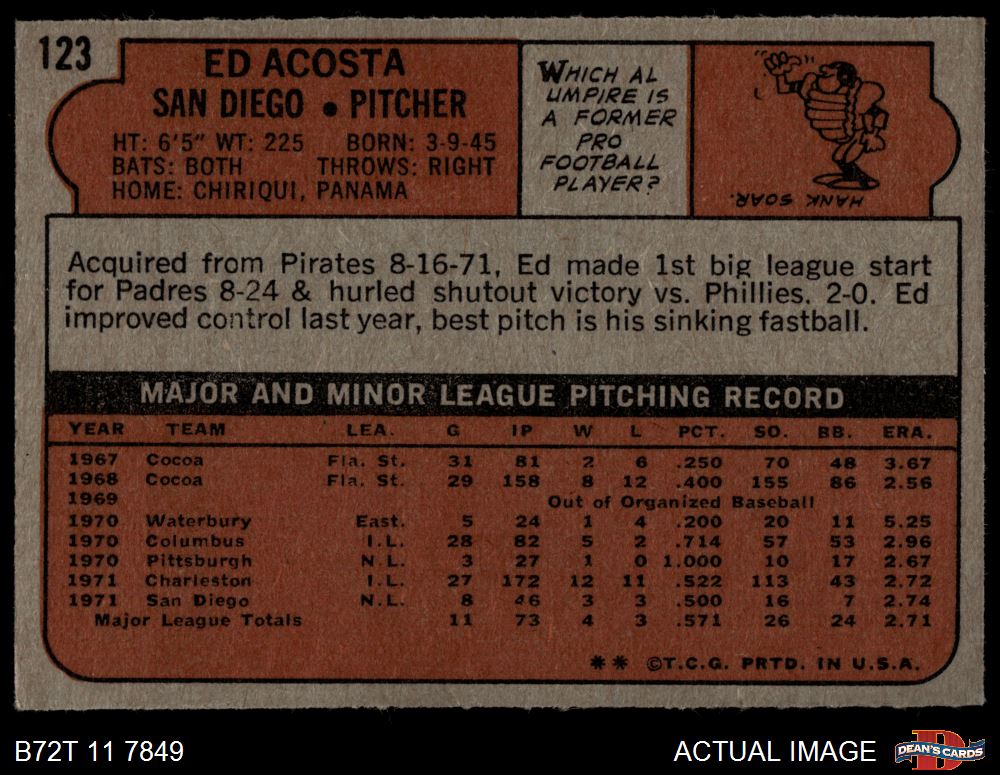 123
ED ACOSTA
SAN DIEGO • PITCHER
HT: 6'5" WT: 225 BORN: 3-9-45
BATS: BOTH THROWS: RIGHT
HOME: CHIRIQUI, PANAMA
WHICH AL
UMPIRE IS
A FORMER
PRO
FOOTBALL
PLAYER?
HANK SOAR.
Acquired from Pirates 8-16-71, Ed made 1st big league start
for Padres 8-24 & hurled shutout victory vs. Phillies. 2-0. Ed
improved control last year, best pitch is his sinking fastball.
MAJOR AND MINOR LEAGUE PITCHING RECORD
YEAR TEAM LEA. G IP W L PCT. SO. BB. ERA.
1967 Cocoa Fla. St. 31 81 2 6 .250 70 48 3.67
1968 Cocoa Fla. St. 29 158 8 12 .400 155 86 2.56
1969 Out of Organized Baseball
1970 Waterbury East. 5 24 1 4 .200 20 11 5.25
1970 Columbus I.L. 28 82 5 2 .714 57 53 2.96
1970 Pittsburgh N.L. 3 27 1 0 1.000 10 17 2.67
1971 Charleston I.L. 27 172 12 11 .522 113 43 2.72
1971 San Diego N.L. 8 46 3 3 .500 16 7 2.74
Major League Totals 11 73 4 3 .571 26 24 2.71
** ©T.C.G. PRTD. IN U.S.A.
B72T 11 7849 ACTUAL IMAGE DEAN'S CARDS